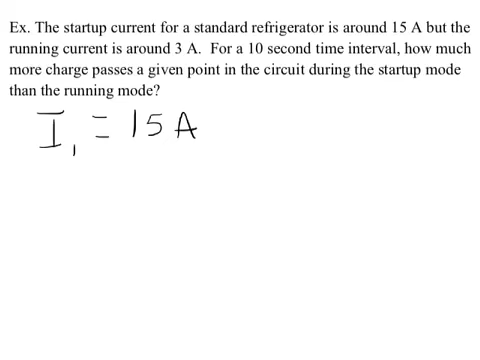 Ex. The startup current for a standard refrigerator is around 15 A but the
running current is around 3 A.  For a 10 second time interval, how much
more charge passes a given point in the circuit during the startup mode
than the running mode?
I₁ = 15 A